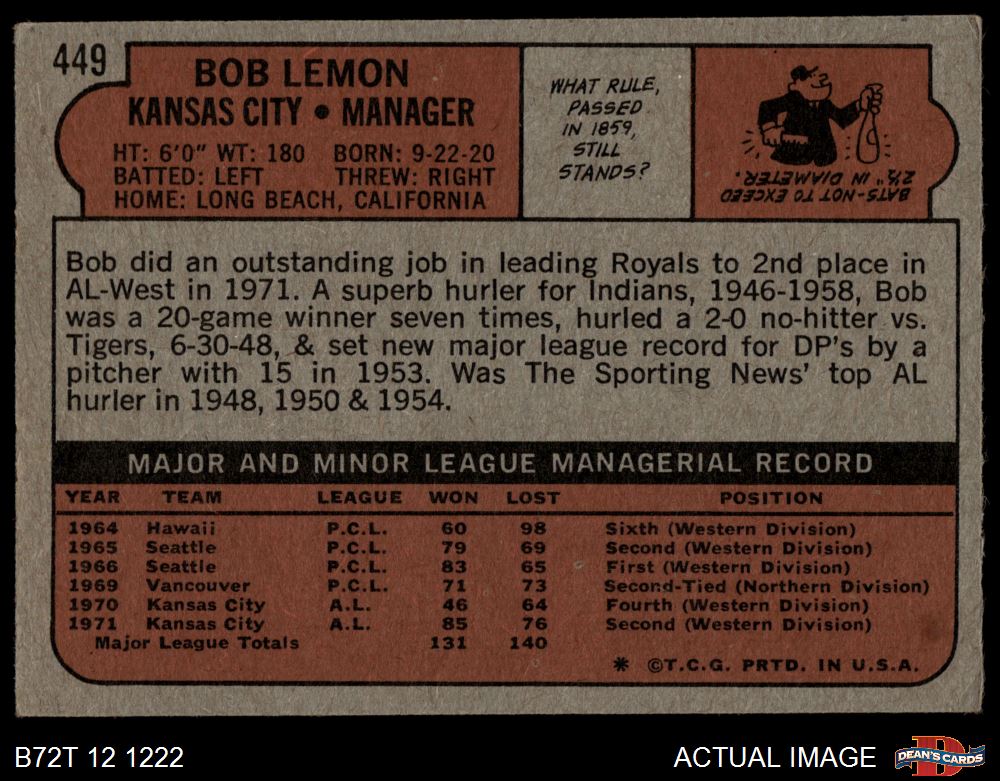 449
BOB LEMON
KANSAS CITY • MANAGER
HT: 6'0" WT: 180 BORN: 9-22-20
BATTED: LEFT THREW: RIGHT
HOME: LONG BEACH, CALIFORNIA
WHAT RULE,
PASSED
IN 1859,
STILL
STANDS?
BATS-NOT TO EXCEED
2½" IN DIAMETER.
Bob did an outstanding job in leading Royals to 2nd place in
AL-West in 1971. A superb hurler for Indians, 1946-1958, Bob
was a 20-game winner seven times, hurled a 2-0 no-hitter vs.
Tigers, 6-30-48, & set new major league record for DP's by a
pitcher with 15 in 1953. Was The Sporting News' top AL
hurler in 1948, 1950 & 1954.
MAJOR AND MINOR LEAGUE MANAGERIAL RECORD
YEAR TEAM LEAGUE WON LOST POSITION
1964 Hawaii P.C.L. 60 98 Sixth (Western Division)
1965 Seattle P.C.L. 79 69 Second (Western Division)
1966 Seattle P.C.L. 83 65 First (Western Division)
1969 Vancouver P.C.L. 71 73 Second-Tied (Northern Division)
1970 Kansas City A.L. 46 64 Fourth (Western Division)
1971 Kansas City A.L. 85 76 Second (Western Division)
Major League Totals 131 140
* ©T.C.G. PRTD. IN U.S.A.
B72T 12 1222
ACTUAL IMAGE
D
DEAN'S CARDS